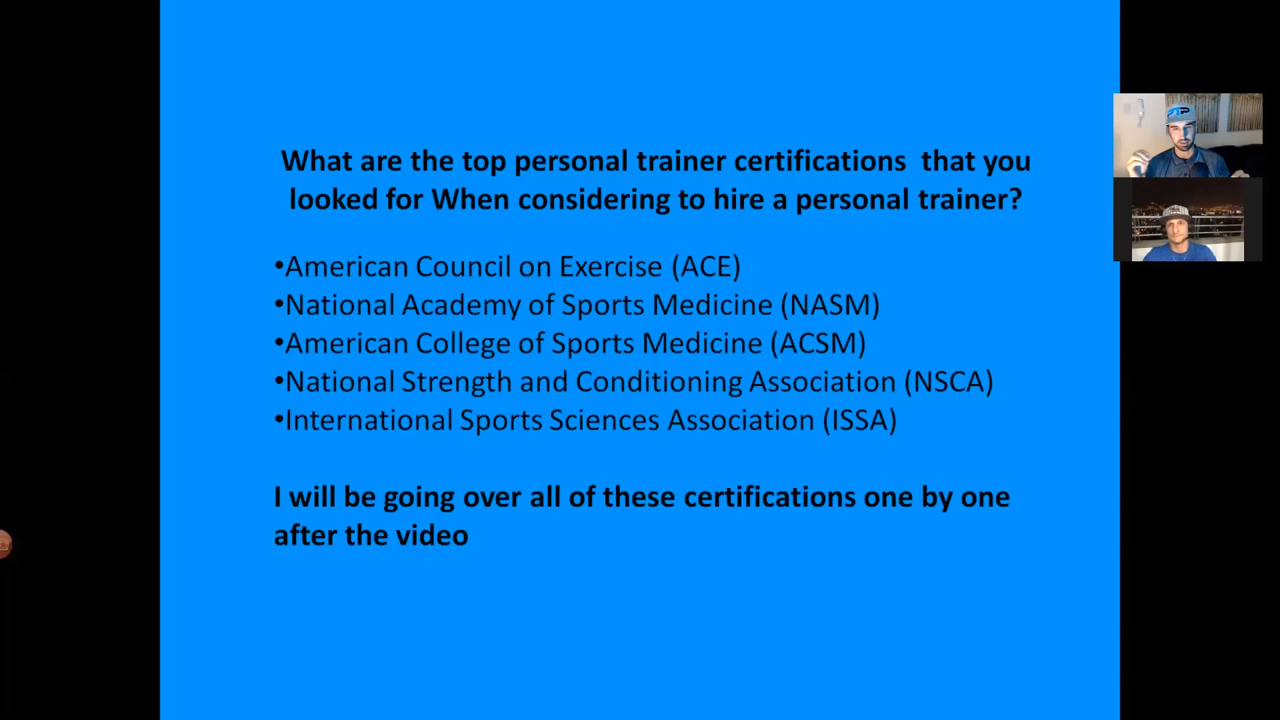 What are the top personal trainer certifications  that you
looked for When considering to hire a personal trainer?
•American Council on Exercise (ACE)
•National Academy of Sports Medicine (NASM)
•American College of Sports Medicine (ACSM)
•National Strength and Conditioning Association (NSCA)
•International Sports Sciences Association (ISSA)
I will be going over all of these certifications one by one
after the video